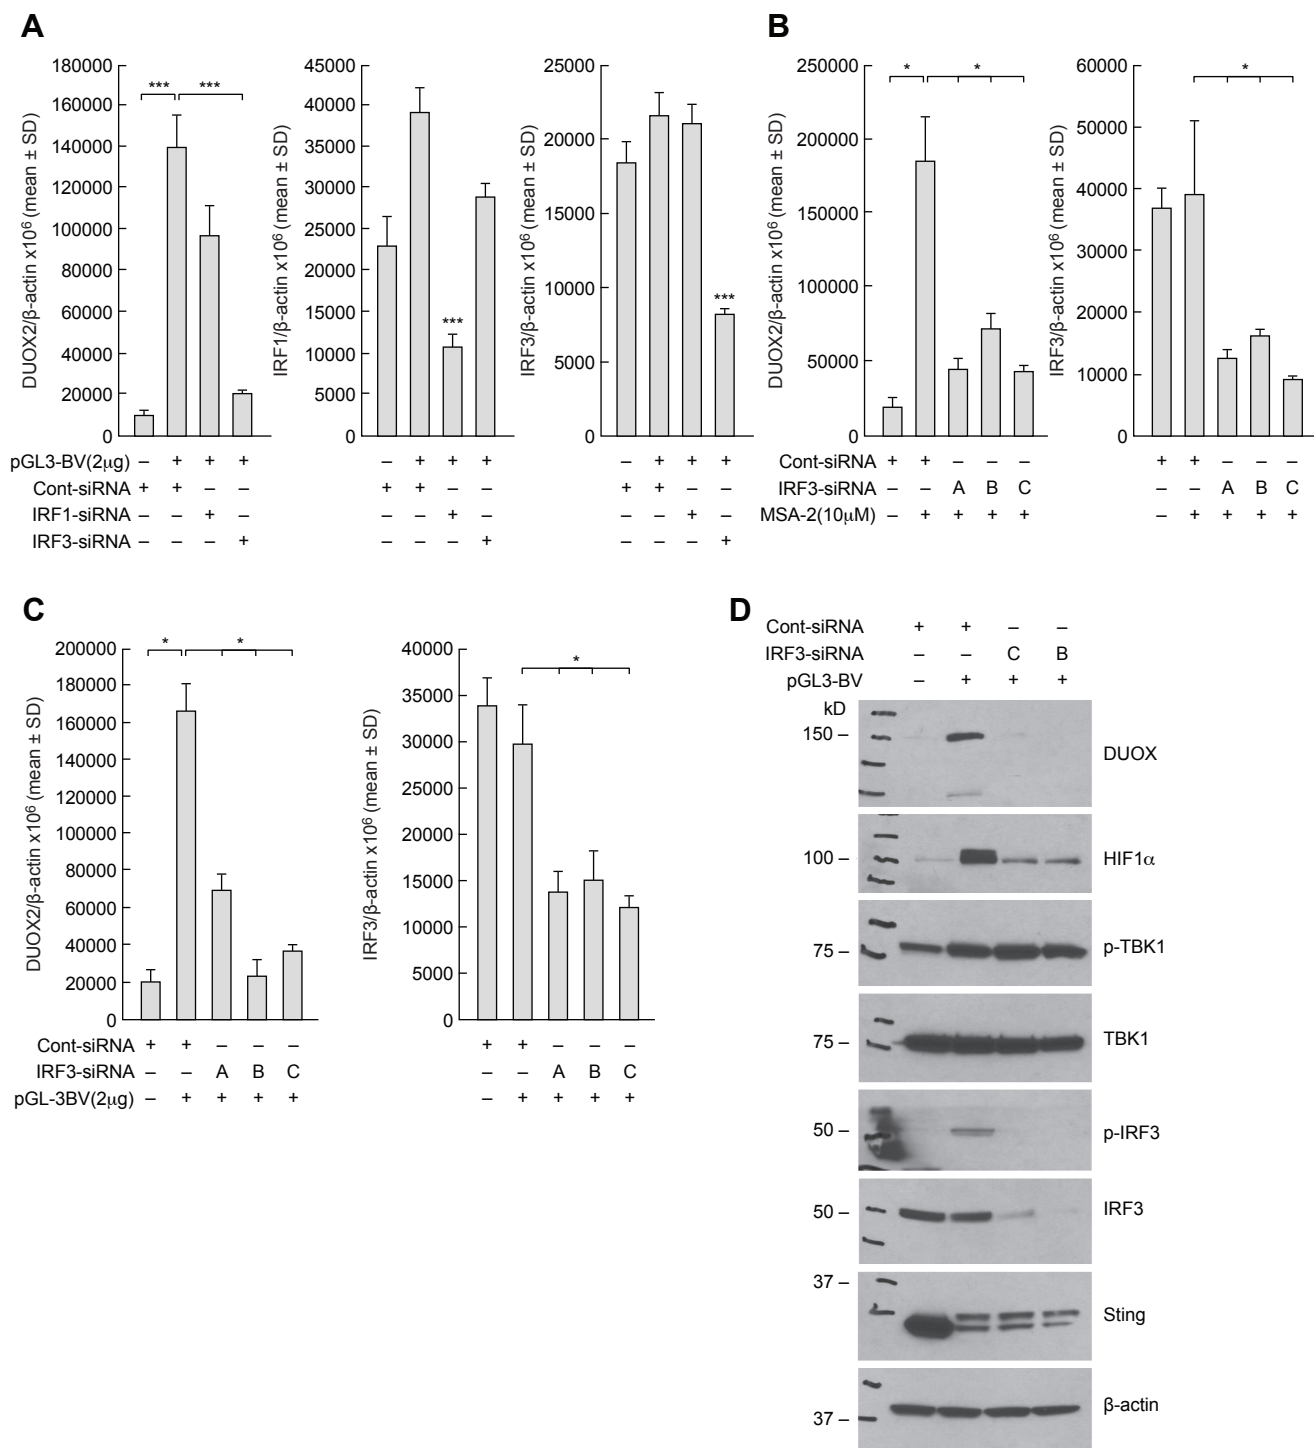 A
DUOX2/β-actin x10⁶ (mean ± SD)
180000
160000
140000
120000
100000
80000
60000
40000
20000
0
*** ***
IRF1/β-actin x10⁶ (mean ± SD)
45000
40000
35000
30000
25000
20000
15000
10000
5000
0
***
IRF3/β-actin x10⁶ (mean ± SD)
25000
20000
15000
10000
5000
0
***
pGL3-BV(2µg) – + + + – + + + – + + +
Cont-siRNA + + – – + + – – + + – –
IRF1-siRNA – – + – – – + – – – + –
IRF3-siRNA – – – + – – – + – – – +
B
DUOX2/β-actin x10⁶ (mean ± SD)
250000
200000
150000
100000
50000
0
* *
IRF3/β-actin x10⁶ (mean ± SD)
60000
50000
40000
30000
20000
10000
0
*
Cont-siRNA + + – – – + + – – –
IRF3-siRNA – – A B C – – A B C
MSA-2(10µM) – + + + + – + + + +
C
DUOX2/β-actin x10⁶ (mean ± SD)
200000
180000
160000
140000
120000
100000
80000
60000
40000
20000
0
* *
IRF3/β-actin x10⁶ (mean ± SD)
40000
35000
30000
25000
20000
15000
10000
5000
0
*
Cont-siRNA + + – – – + + – – –
IRF3-siRNA – – A B C – – A B C
pGL-3BV(2µg) – + + + + – + + + +
D
Cont-siRNA + + – –
IRF3-siRNA – – C B
pGL3-BV – + + +
kD
150 –
DUOX
100 – HIF1α
75 – p-TBK1
75 – TBK1
50 – p-IRF3
50 – IRF3
37 –
Sting
37 – β-actin